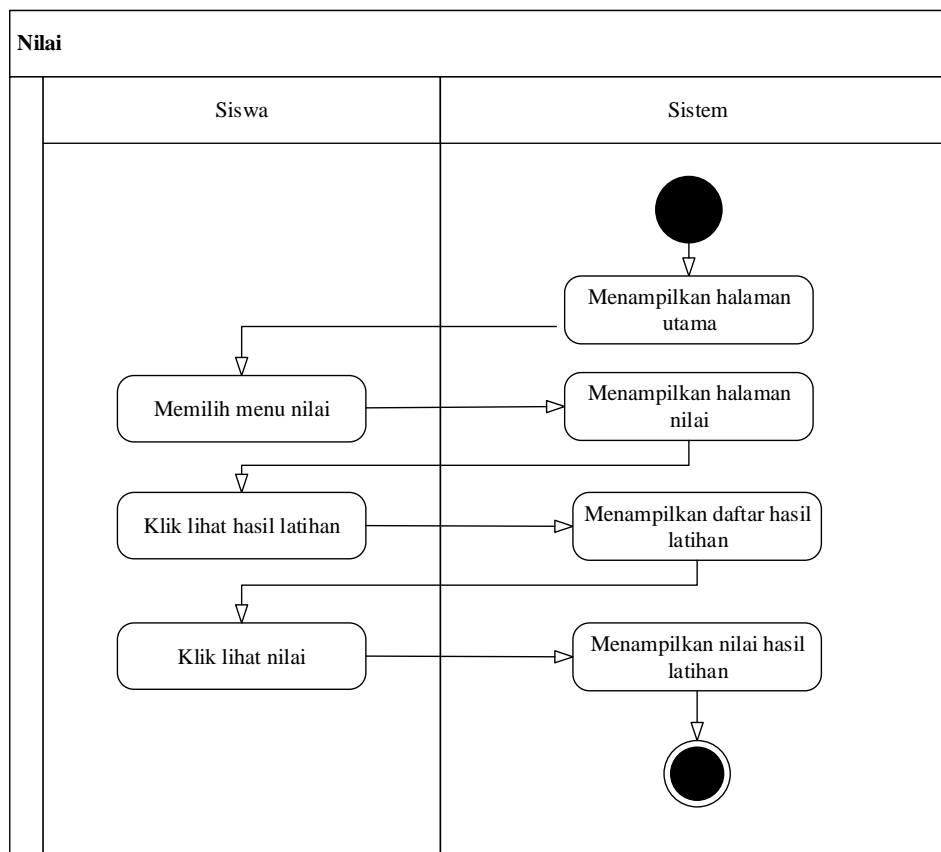 Nilai
Siswa
Sistem
Menampilkan halaman
utama
Memilih menu nilai
Menampilkan halaman
nilai
Klik lihat hasil latihan
Menampilkan daftar hasil
latihan
Klik lihat nilai
Menampilkan nilai hasil
latihan